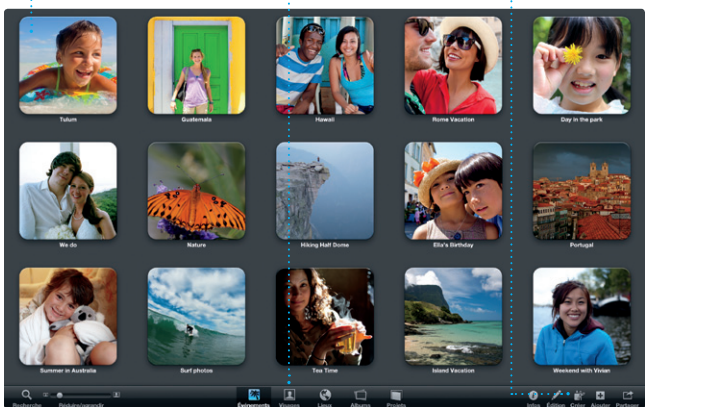 Tulum Guatemala Hawaii Rome Vacation Day in the park
We do Nature Hiking Half Dome Ella's Birthday Portugal
Summer in Australia Surf photos Tea Time Island Vacation Weekend with Vivian
Recherche Réduire/agrandir Événements Visages Lieux Albums Projets Infos Édition Créer Ajouter Partager